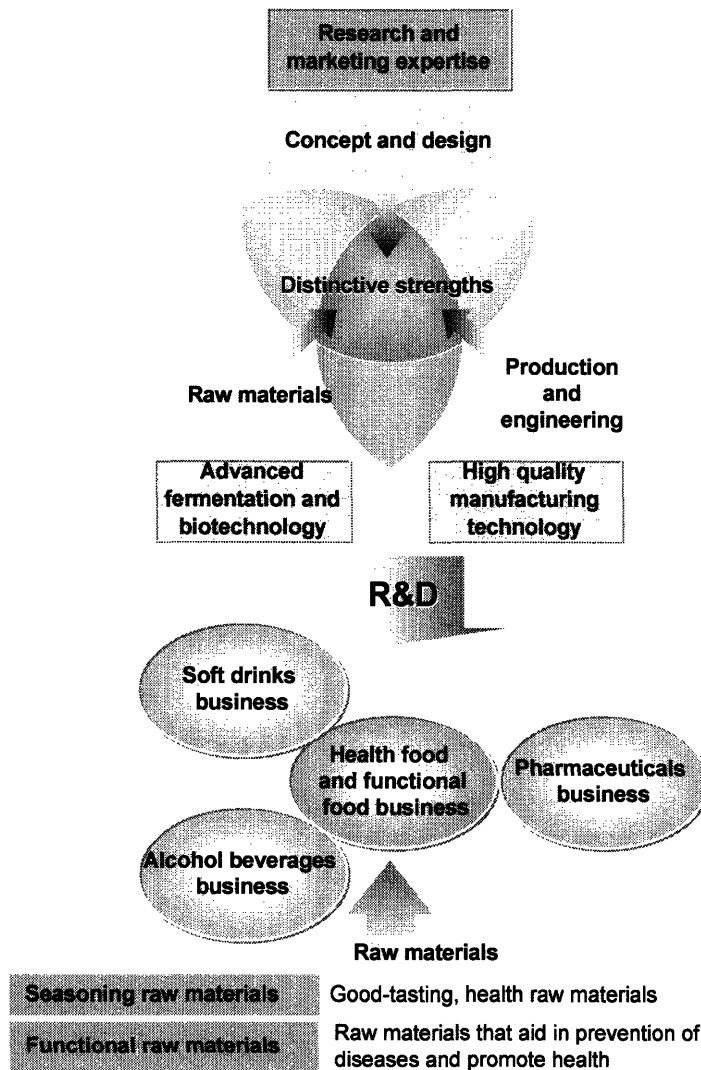 Research and
marketing expertise
Concept and design
Distinctive strengths
Raw materials
Production
and
engineering
Advanced
fermentation and
biotechnology
High quality
manufacturing
technology
R&D
Soft drinks
business
Health food
and functional
food business
Pharmaceuticals
business
Alcohol beverages
business
Raw materials
Seasoning raw materials
Good-tasting, health raw materials
Functional raw materials
Raw materials that aid in prevention of
diseases and promote health